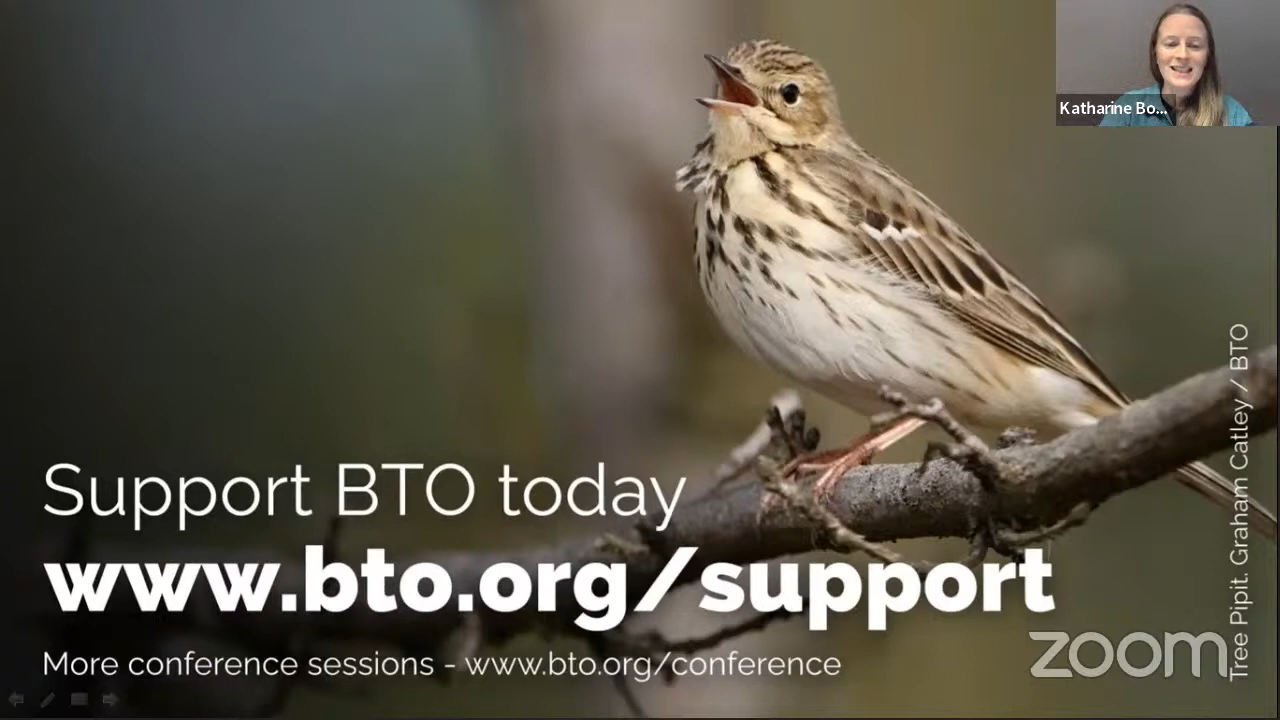 Katharine Bo...
Support BTO today
www.bto.org/support
More conference sessions - www.bto.org/conference
zoom
Tree Pipit. Graham Catley / BTO